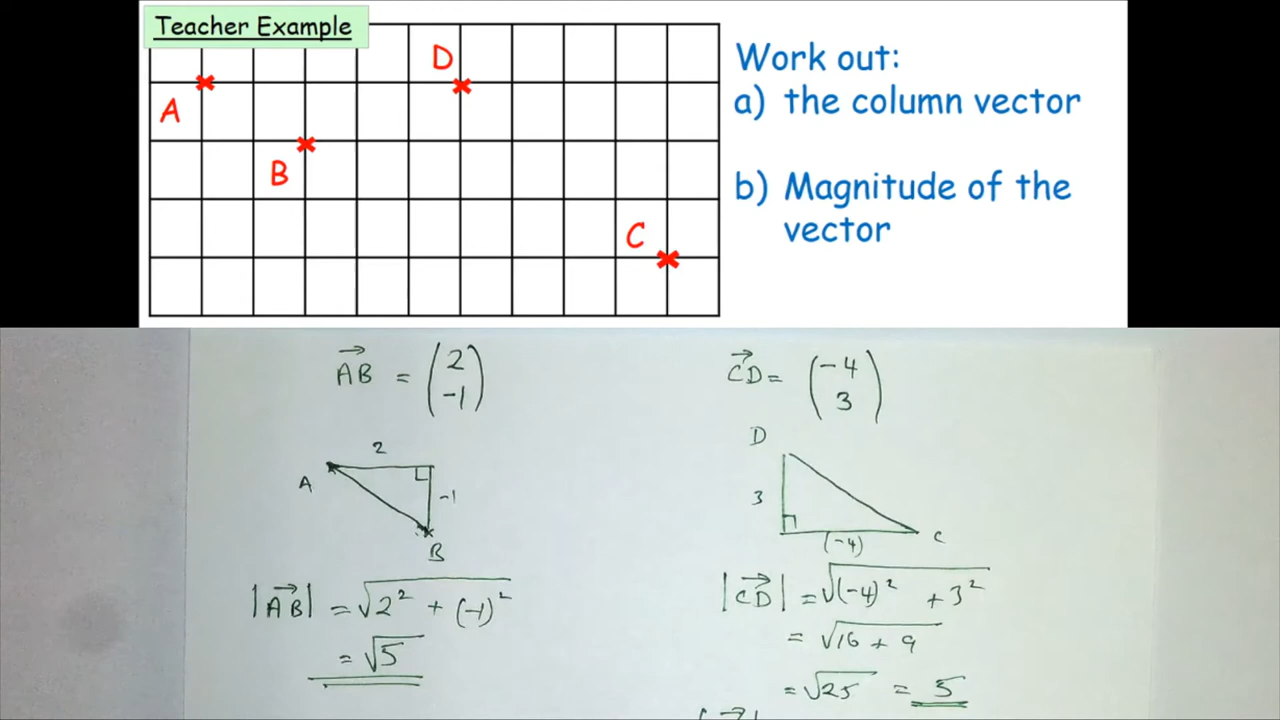 Teacher Example
A
B
D
C
Work out:
a) the column vector
b) Magnitude of the
vector
AB→ = (2
-1)
A
2
-1
B
|AB→| = √2² + (-1)²
= √5
CD→ = (-4
3)
D
3
(-4)
C
|CD→| = √(-4)² + 3²
= √16 + 9
= √25 = 5